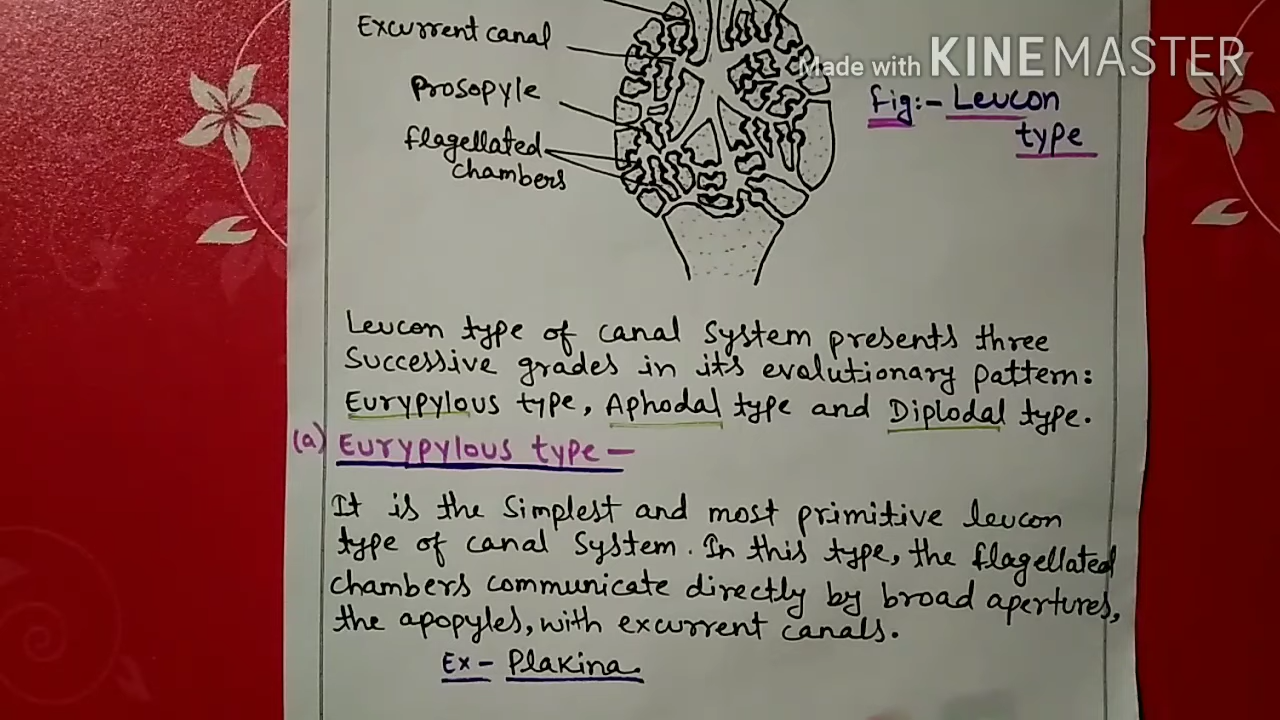 Excurrent canal
Made with KINEMASTER
Prosopyle
fig:- Leucon
type
flagellated
chambers
Leucon type of canal system presents three
successive grades in its evolutionary pattern:
Eurypylous type, Aphodal type and Diplodal type.
(a) Eurypylous type-
It is the simplest and most primitive leucon
type of canal system. In this type, the flagellated
chambers communicate directly by broad apertures,
the apopyles, with excurrent canals.
Ex- Plakina.